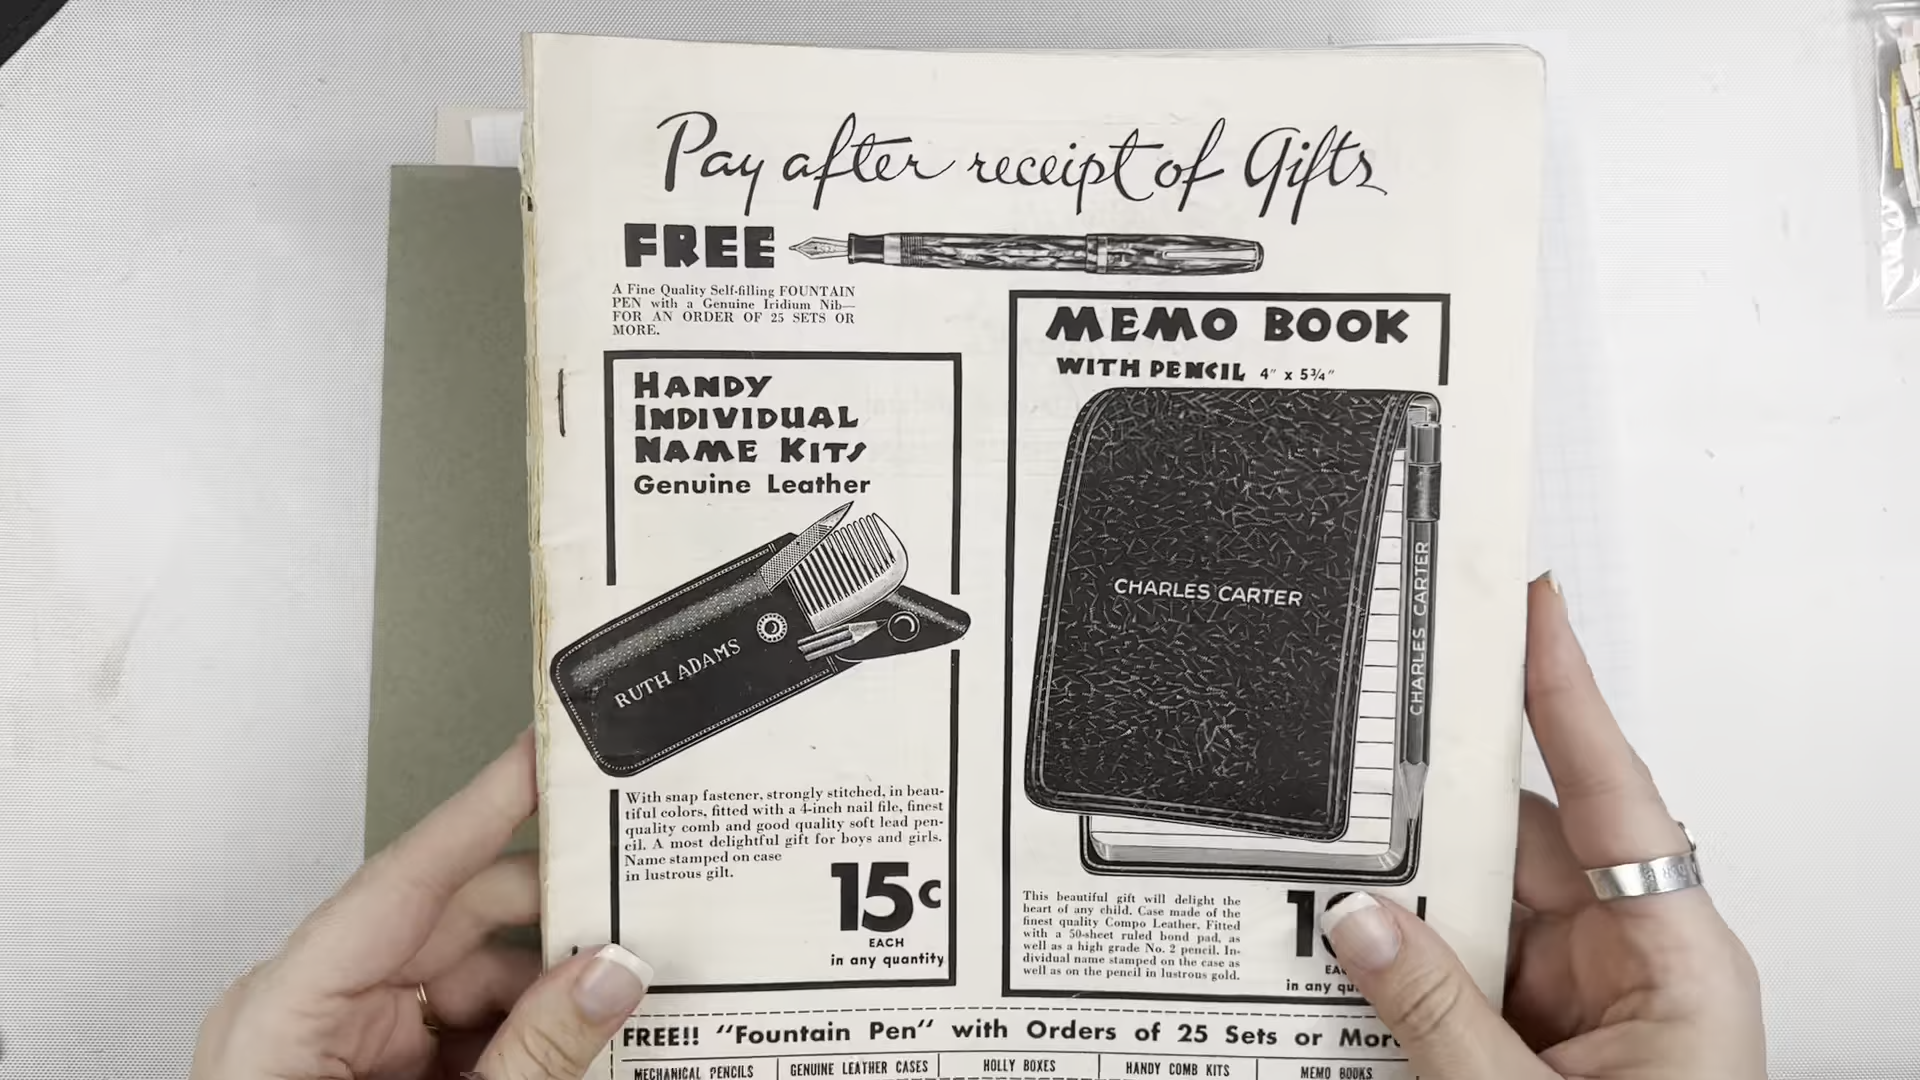 Pay after receipt of Gifts
FREE
A Fine Quality Self-filling FOUNTAIN
PEN with a Genuine Iridium Nib—
FOR AN ORDER OF 25 SETS OR
MORE.
HANDY
INDIVIDUAL
NAME KITS
Genuine Leather
RUTH ADAMS
With snap fastener, strongly stitched, in beau-
tiful colors, fitted with a 4-inch nail file, finest
quality comb and good quality soft lead pen-
cil. A most delightful gift for boys and girls.
Name stamped on case
in lustrous gilt.
15c
EACH
in any quantity
MEMO BOOK
WITH PENCIL 4" x 5¾"
CHARLES CARTER
CHARLES CARTER
This beautiful gift will delight the
heart of any child. Case made of the
finest quality Compo Leather. Fitted
with a 50-sheet ruled bond pad, as
well as a high grade No. 2 pencil. In-
dividual name stamped on the case as
well as on the pencil in lustrous gold.
in any
FREE!! "Fountain Pen" with Orders of 25 Sets or
MECHANICAL PENCILS
GENUINE LEATHER CASES
HOLLY BOXES
HANDY COMB KITS
MEMO BOOKS